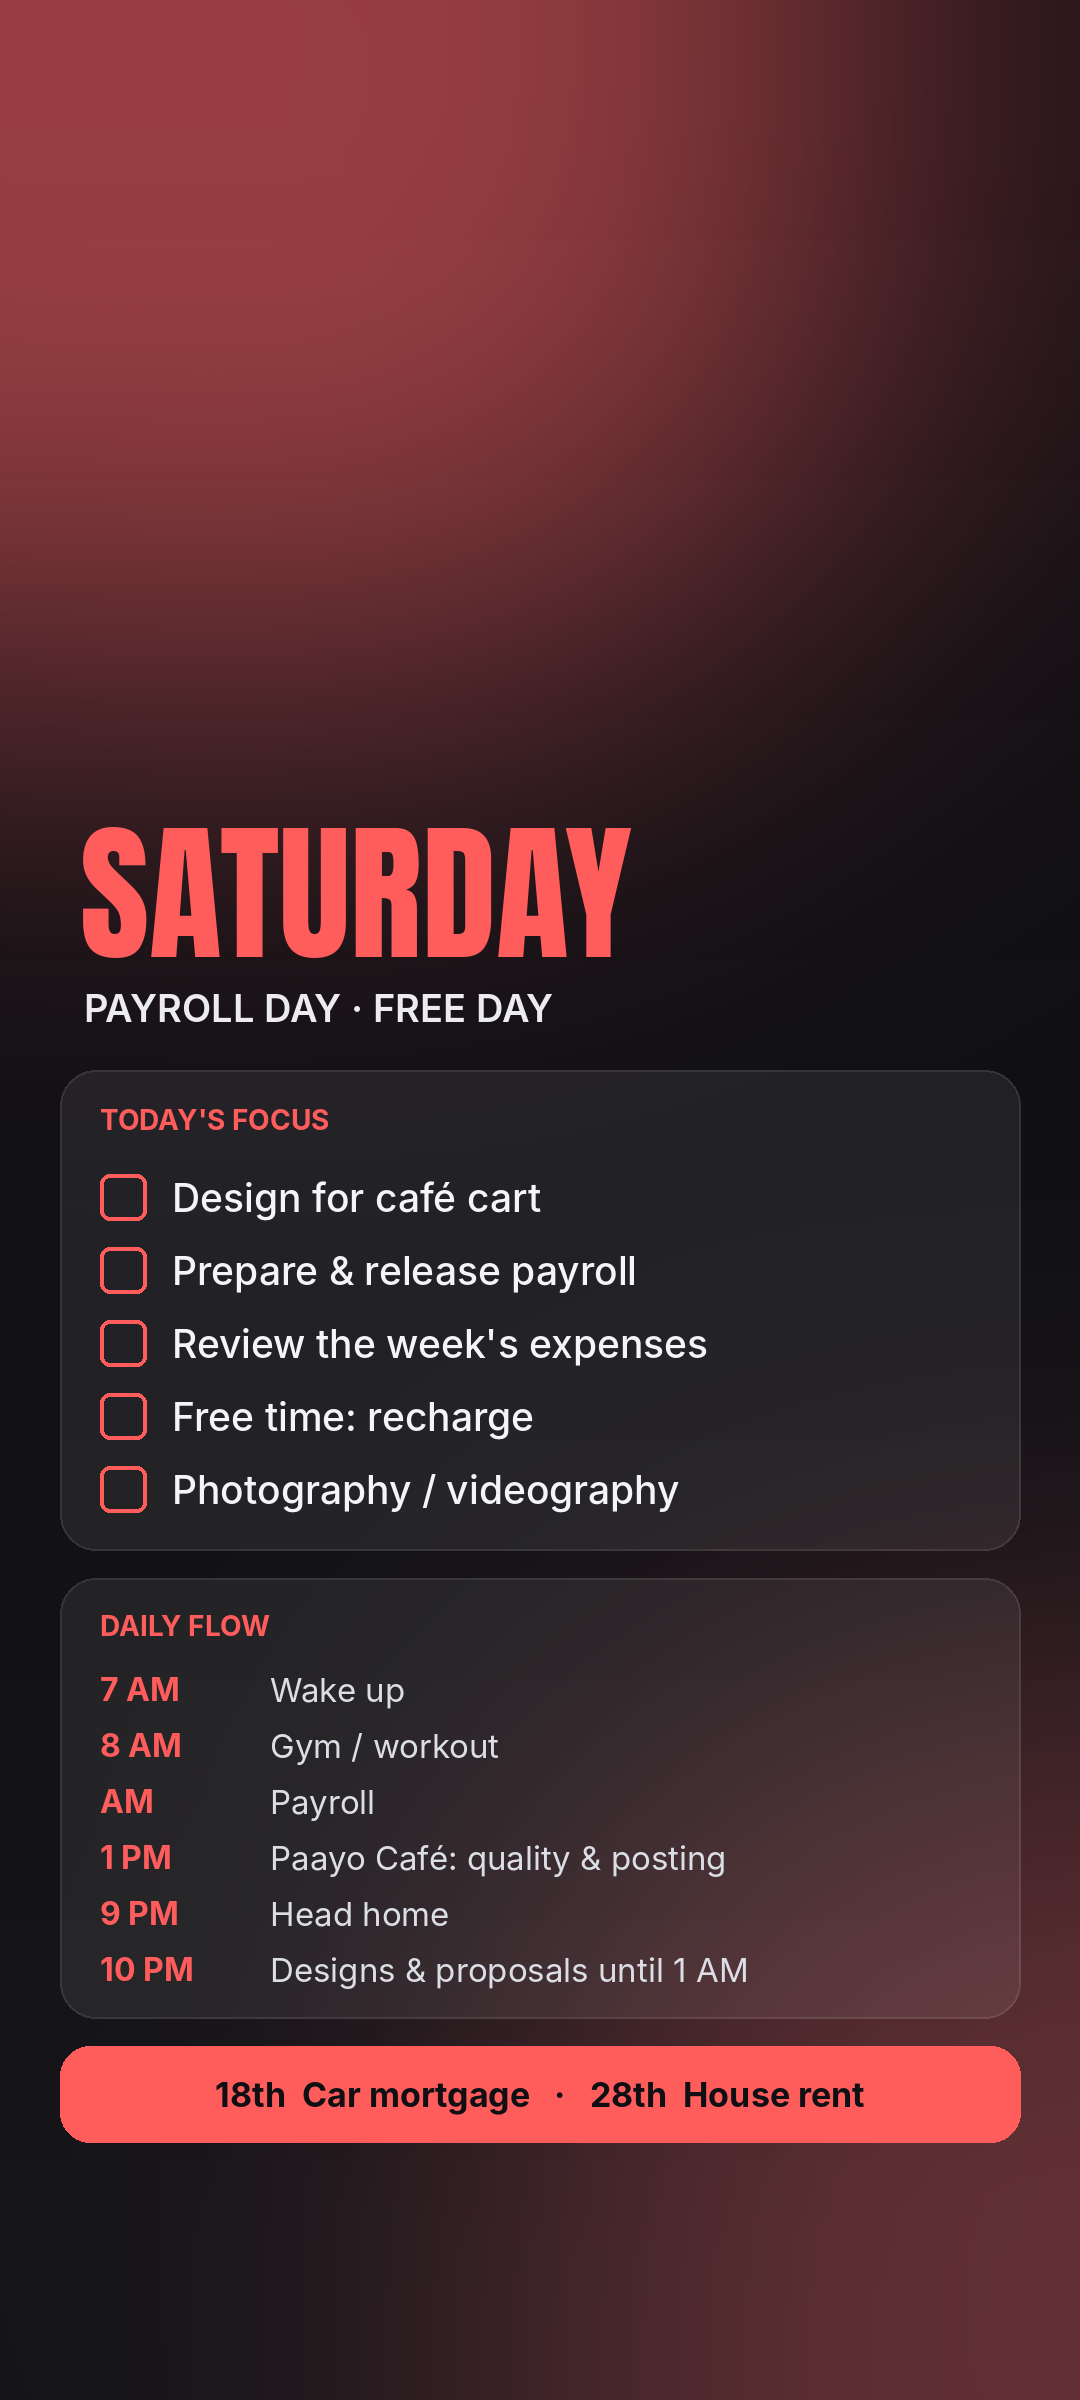 SATURDAY
PAYROLL DAY · FREE DAY
TODAY'S FOCUS
Design for café cart
Prepare & release payroll
Review the week's expenses
Free time: recharge
Photography / videography
DAILY FLOW
7 AM Wake up
8 AM Gym / workout
AM Payroll
1 PM Paayo Café: quality & posting
9 PM Head home
10 PM Designs & proposals until 1 AM
18th Car mortgage · 28th House rent